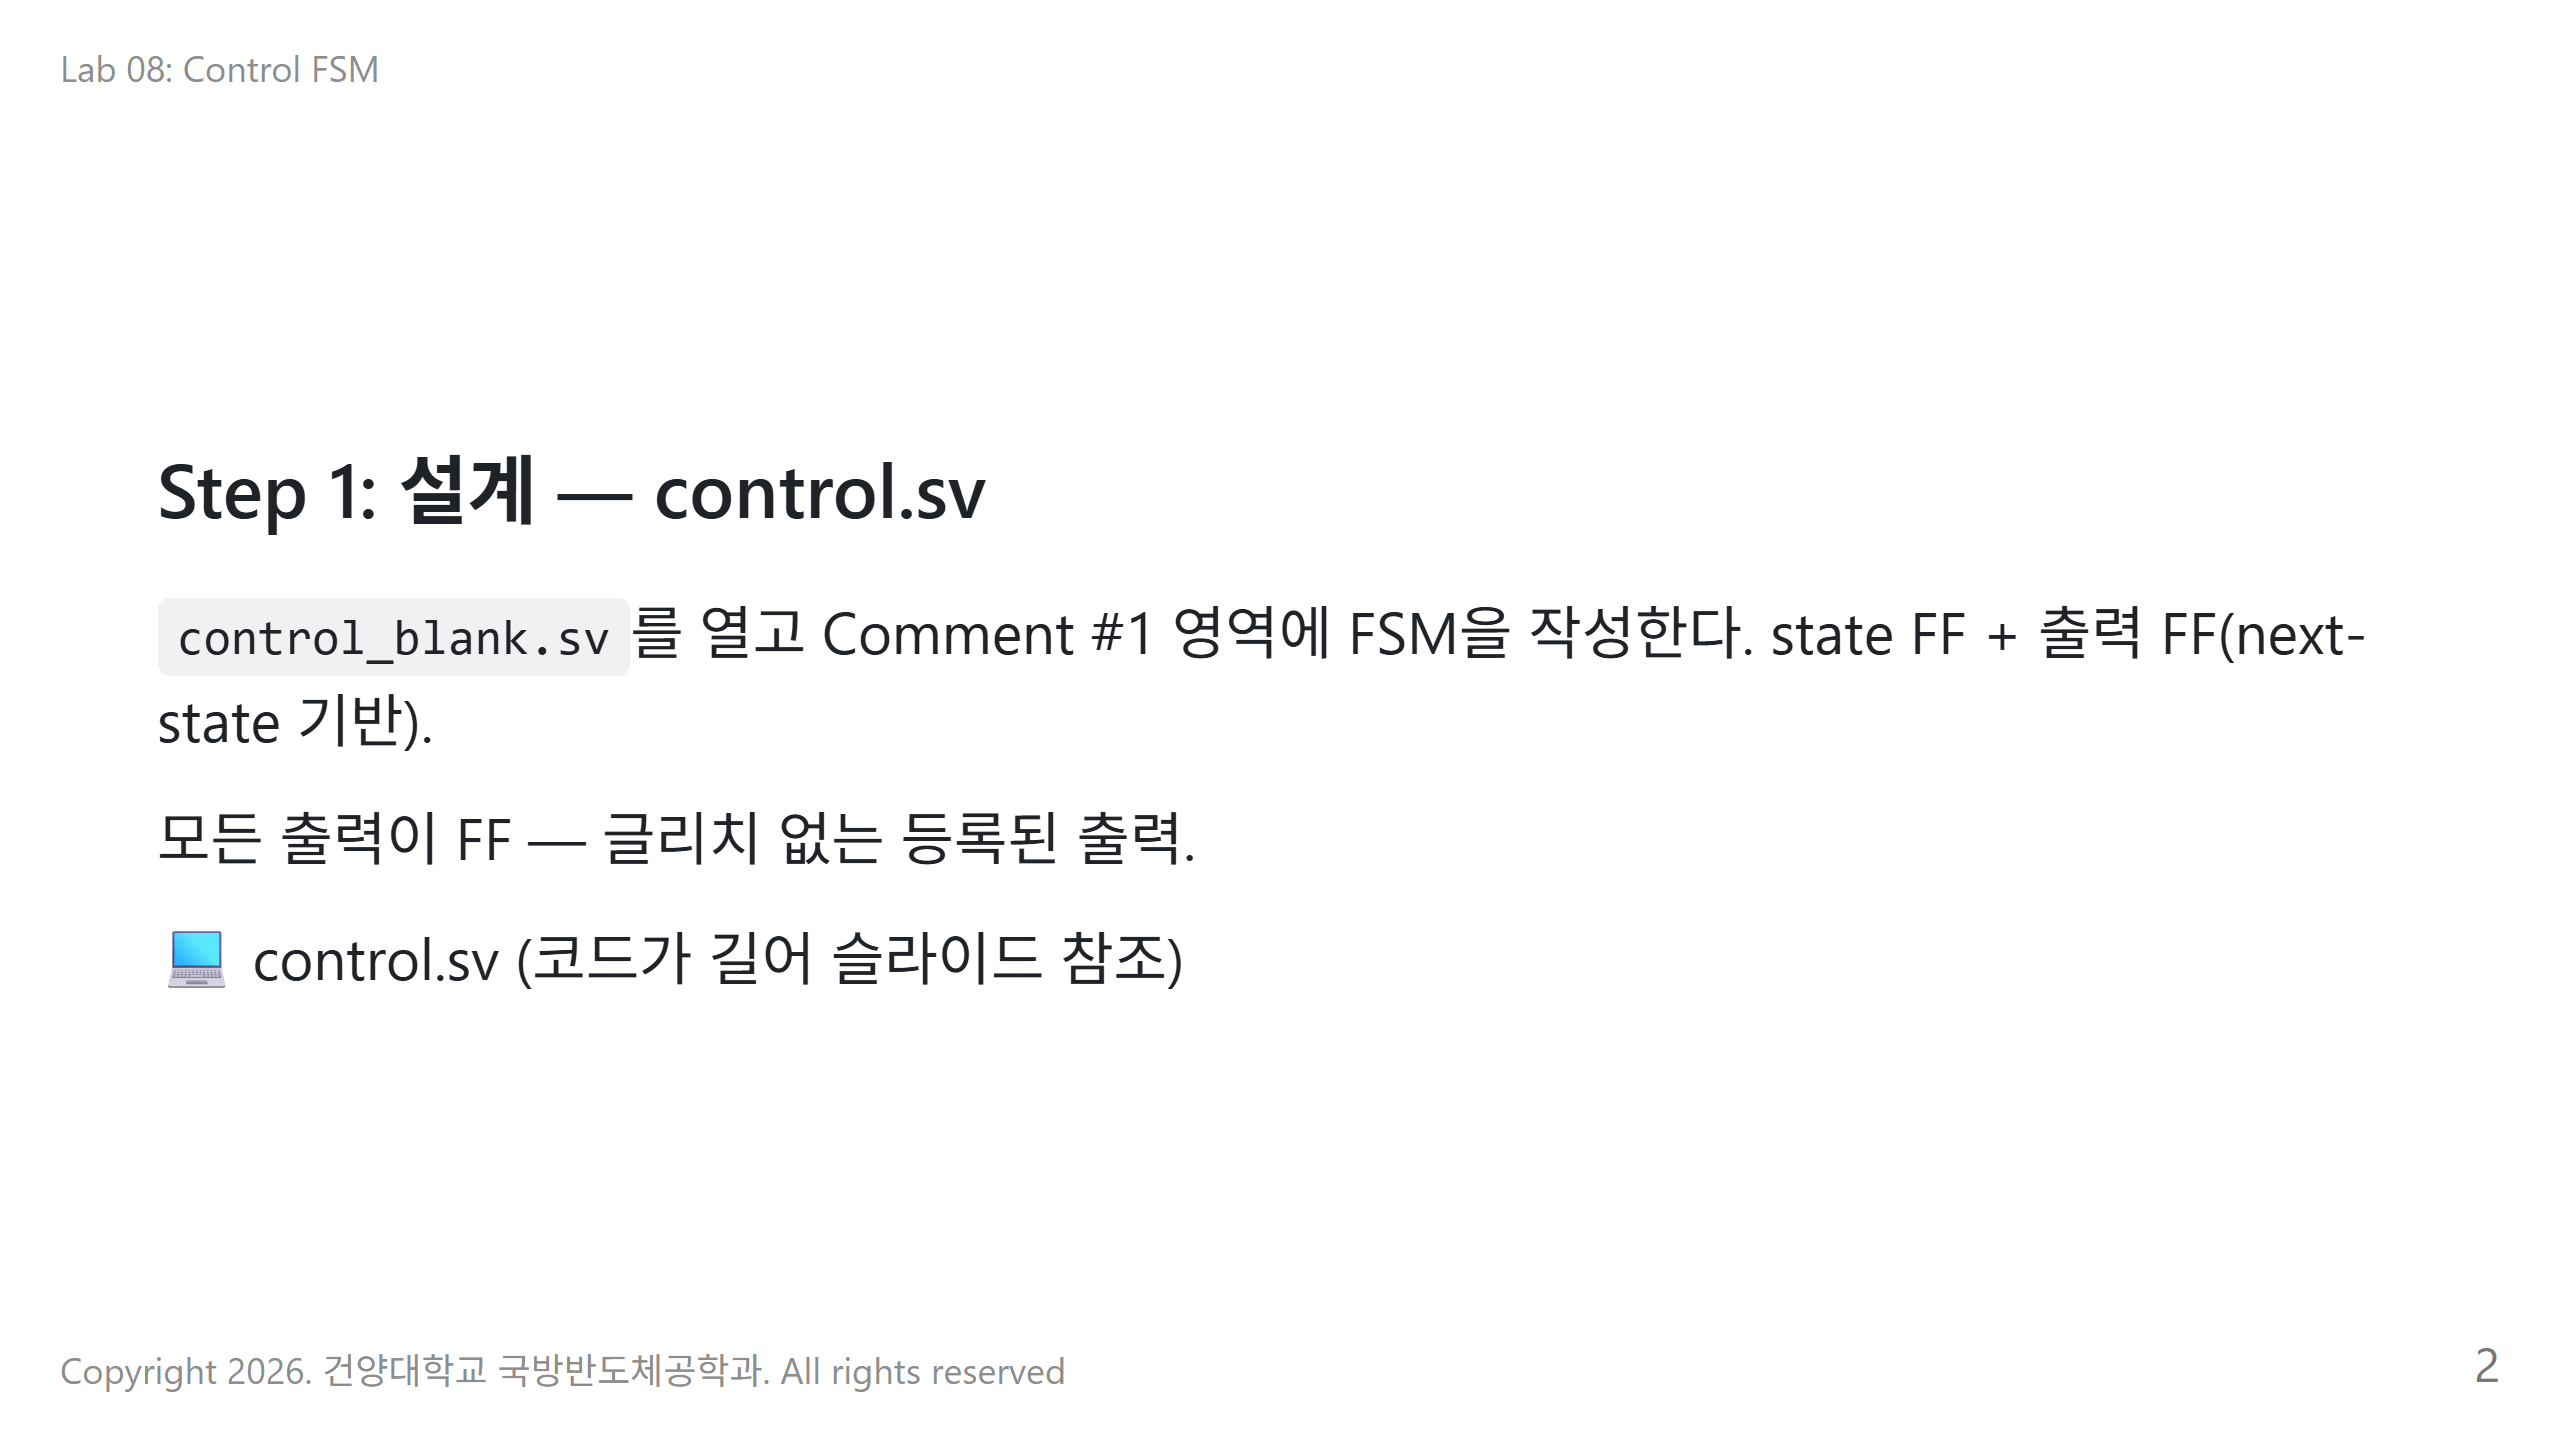 Lab 08: Control FSM
Step 1: 설계 — control.sv
control_blank.sv를 열고 Comment #1 영역에 FSM을 작성한다. state FF + 출력 FF(next-
state 기반).
모든 출력이 FF — 글리치 없는 등록된 출력.
💻 control.sv (코드가 길어 슬라이드 참조)
Copyright 2026. 건양대학교 국방반도체공학과. All rights reserved
2